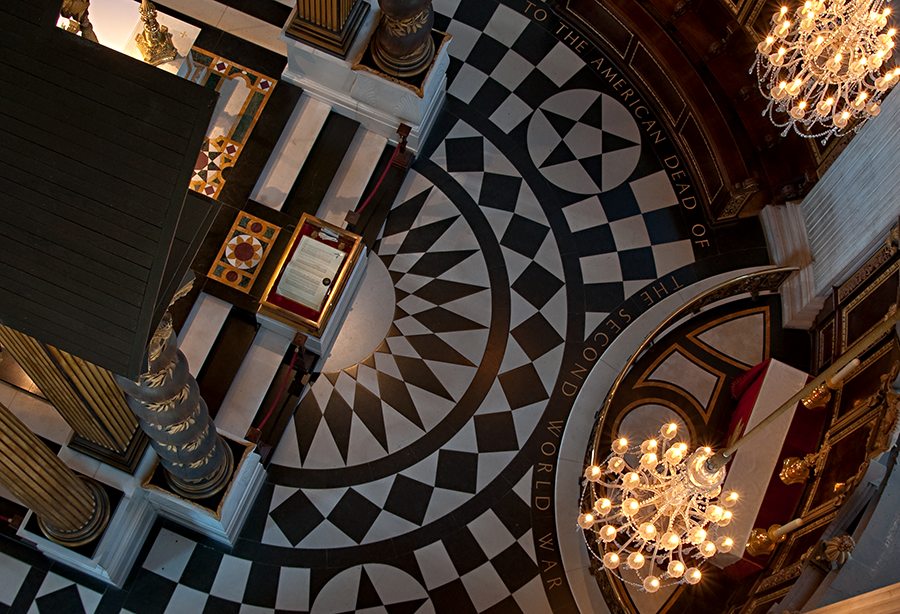 TO THE AMERICAN DEAD OF
THE SECOND WORLD WAR